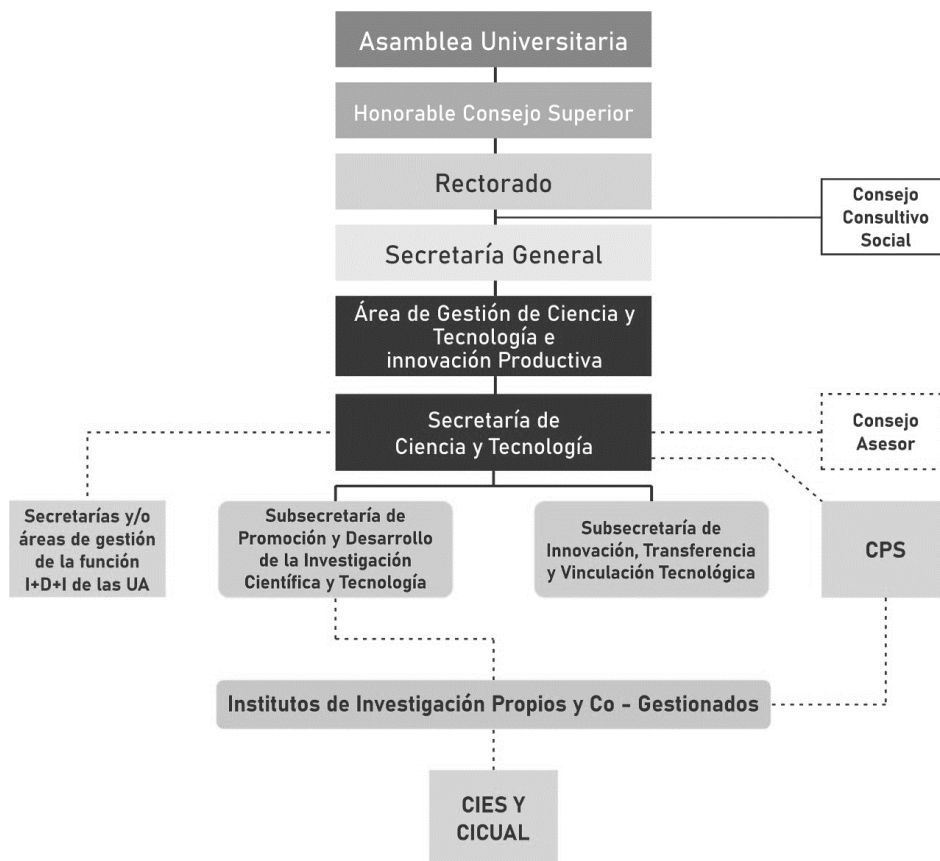 Asamblea Universitaria
Honorable Consejo Superior
Rectorado
Consejo
Consultivo
Social
Secretaría General
Área de Gestión de Ciencia y
Tecnología e
innovación Productiva
Secretaría de
Ciencia y Tecnología
Consejo
Asesor
Secretarías y/o
áreas de gestión
de la función
I+D+I de las UA
Subsecretaría de
Promoción y Desarrollo
de la Investigación
Científica y Tecnología
Subsecretaría de
Innovación, Transferencia
y Vinculación Tecnológica
CPS
Institutos de Investigación Propios y Co - Gestionados
CIES Y
CICUAL